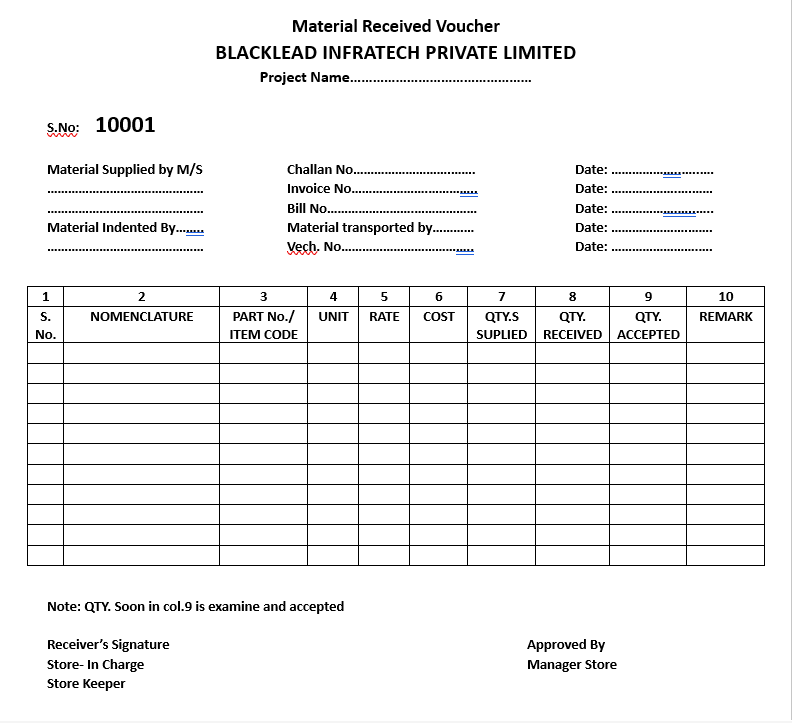 Material Received Voucher
BLACKLEAD INFRATECH PRIVATE LIMITED
Project Name...............................................
S.No: 10001
Material Supplied by M/S Challan No................................ Date: ...........................
......................................... Invoice No................................. Date: ...........................
......................................... Bill No....................................... Date: ...........................
Material Indented By........ Material transported by........... Date: ...........................
......................................... Vech. No................................... Date: ...........................
1 2 3 4 5 6 7 8 9 10
S. NOMENCLATURE PART No./ UNIT RATE COST QTY.S QTY. QTY. REMARK
No. ITEM CODE SUPLIED RECEIVED ACCEPTED
Note: QTY. Soon in col.9 is examine and accepted
Receiver’s Signature Approved By
Store- In Charge Manager Store
Store Keeper